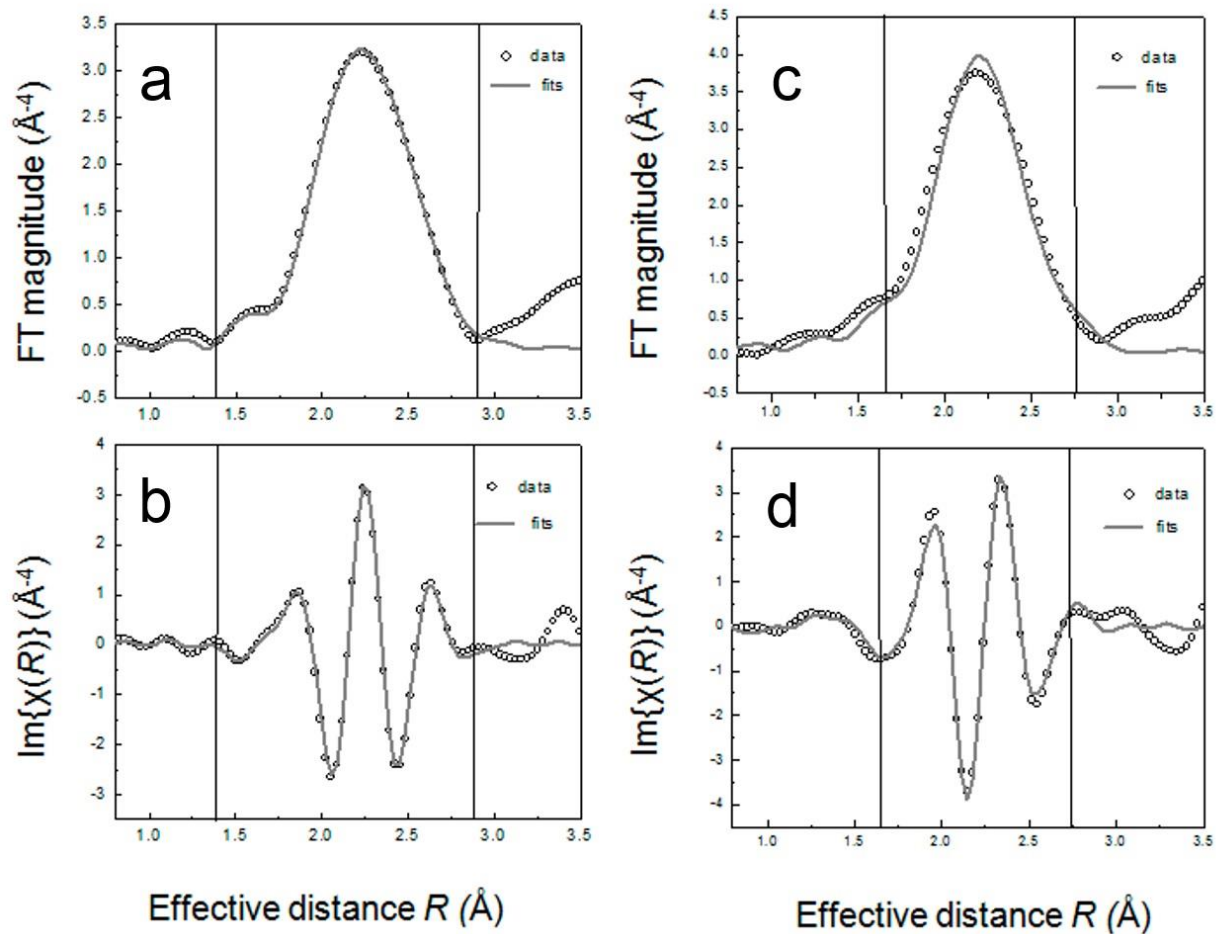 a
FT magnitude (Å-4)
3.5
3.0
2.5
2.0
1.5
1.0
0.5
0.0
-0.5
data
fits
1.0 1.5 2.0 2.5 3.0 3.5
c
FT magnitude (Å-4)
4.5
4.0
3.5
3.0
2.5
2.0
1.5
1.0
0.5
0.0
-0.5
data
fits
1.0 1.5 2.0 2.5 3.0 3.5
b
Im{χ(R)} (Å-4)
4
3
2
1
0
-1
-2
-3
data
fits
1.0 1.5 2.0 2.5 3.0 3.5
Effective distance R (Å)
d
Im{χ(R)} (Å-4)
4
3
2
1
0
-1
-2
-3
-4
data
fits
1.0 1.5 2.0 2.5 3.0 3.5
Effective distance R (Å)